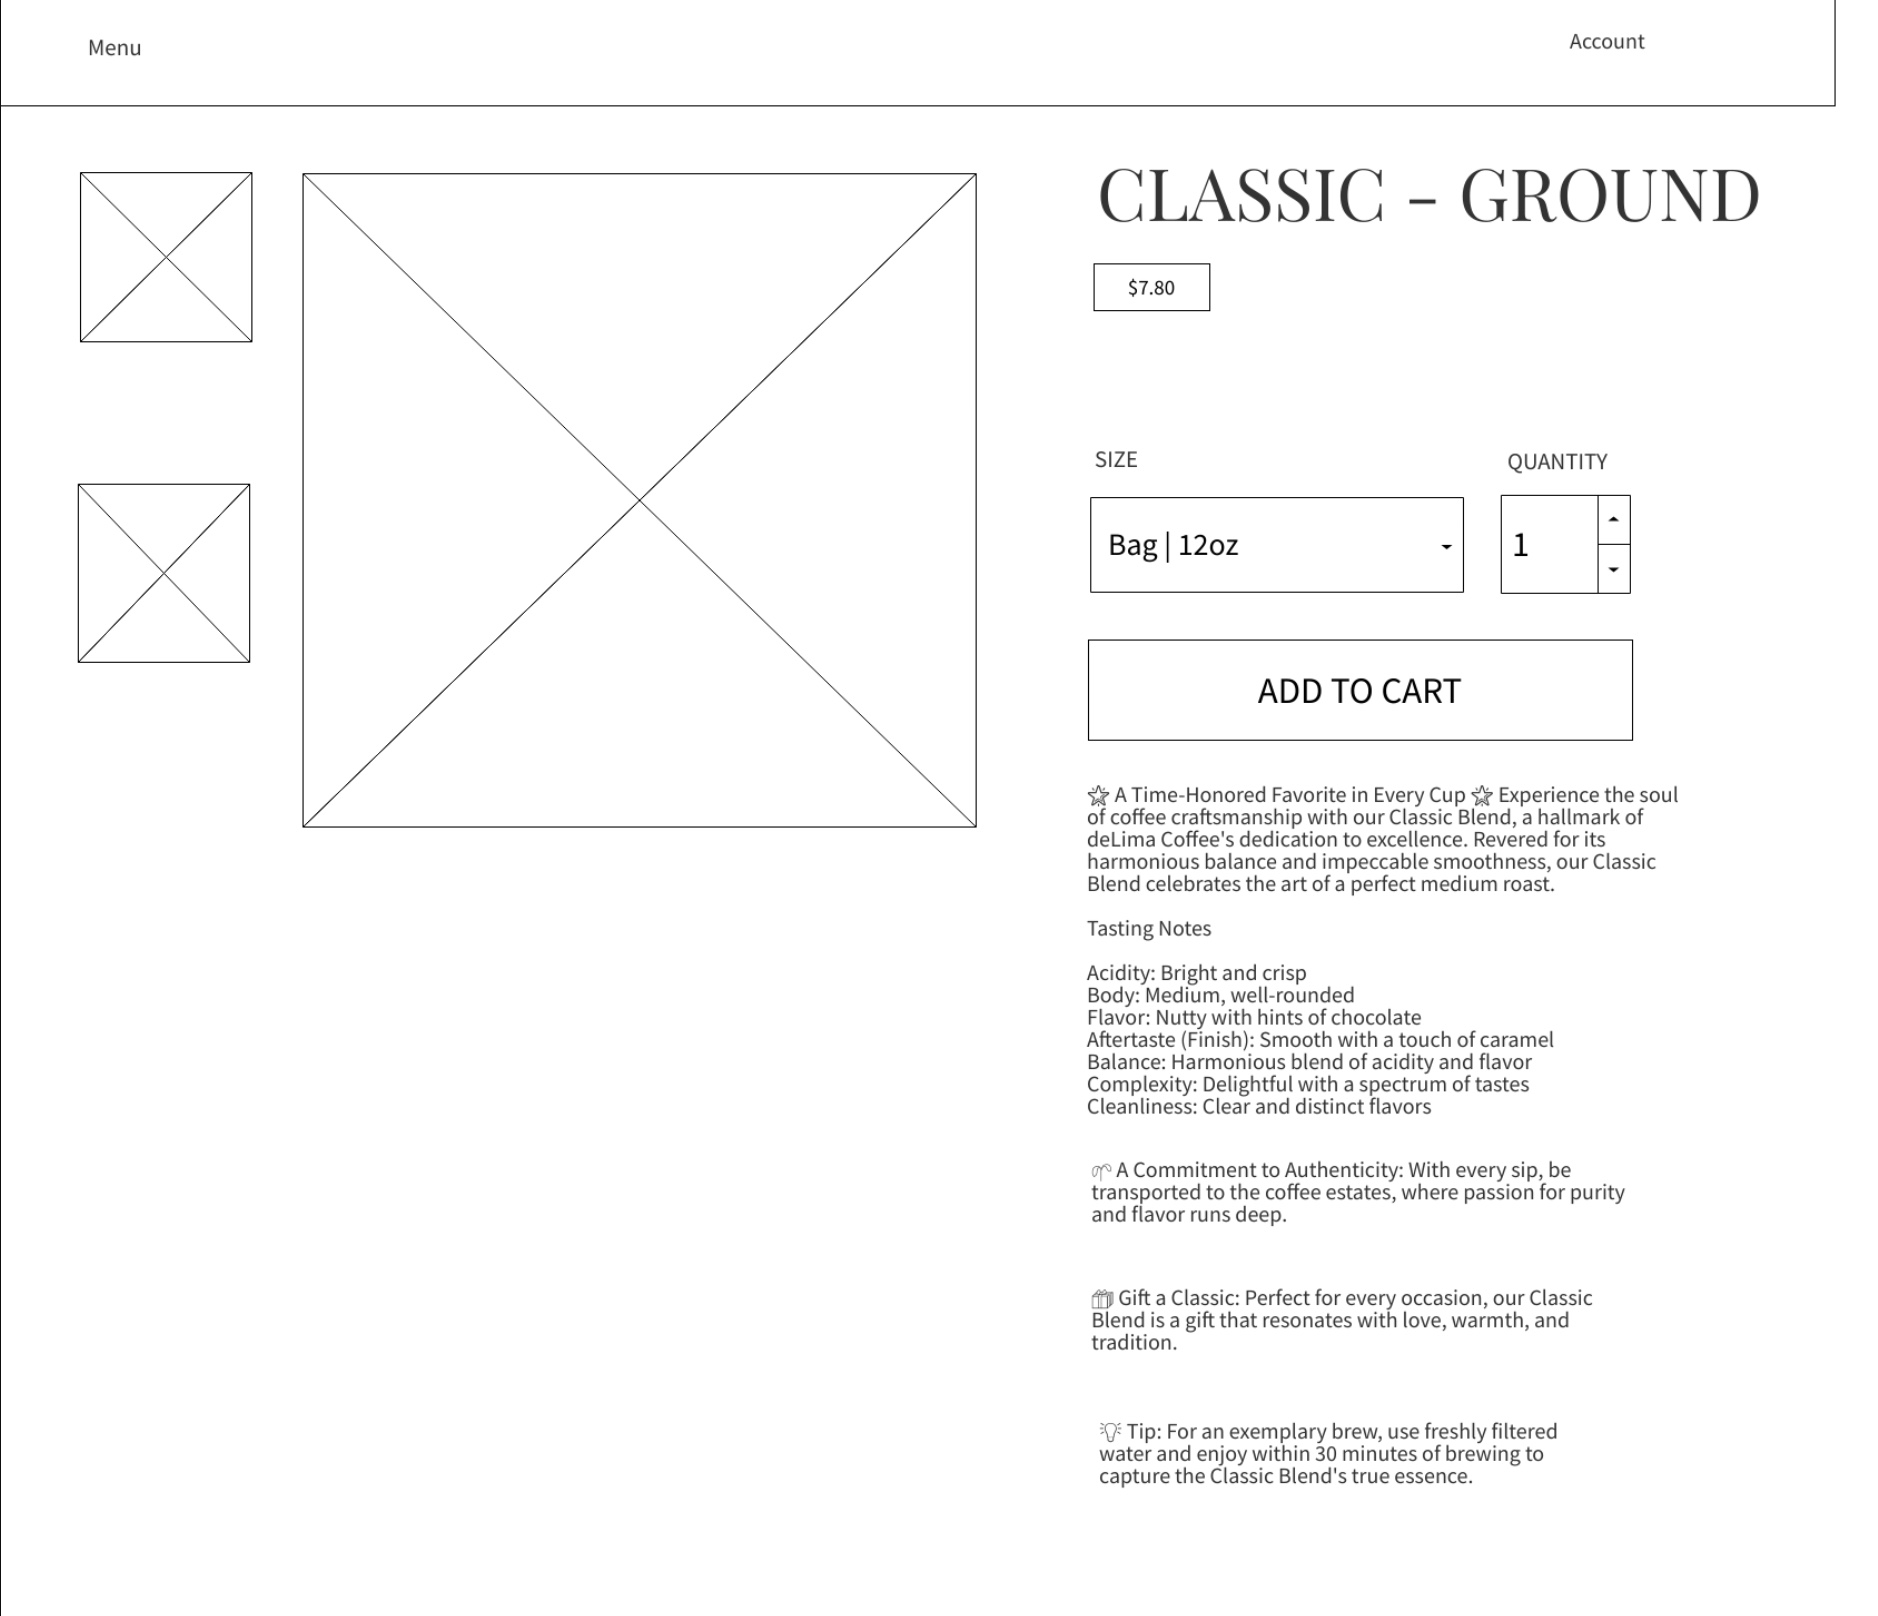 Menu
Account
CLASSIC - GROUND
$7.80
SIZE
QUANTITY
Bag | 12oz
1
ADD TO CART
A Time-Honored Favorite in Every Cup Experience the soul
of coffee craftsmanship with our Classic Blend, a hallmark of
deLima Coffee's dedication to excellence. Revered for its
harmonious balance and impeccable smoothness, our Classic
Blend celebrates the art of a perfect medium roast.
Tasting Notes
Acidity: Bright and crisp
Body: Medium, well-rounded
Flavor: Nutty with hints of chocolate
Aftertaste (Finish): Smooth with a touch of caramel
Balance: Harmonious blend of acidity and flavor
Complexity: Delightful with a spectrum of tastes
Cleanliness: Clear and distinct flavors
A Commitment to Authenticity: With every sip, be
transported to the coffee estates, where passion for purity
and flavor runs deep.
Gift a Classic: Perfect for every occasion, our Classic
Blend is a gift that resonates with love, warmth, and
tradition.
Tip: For an exemplary brew, use freshly filtered
water and enjoy within 30 minutes of brewing to
capture the Classic Blend's true essence.